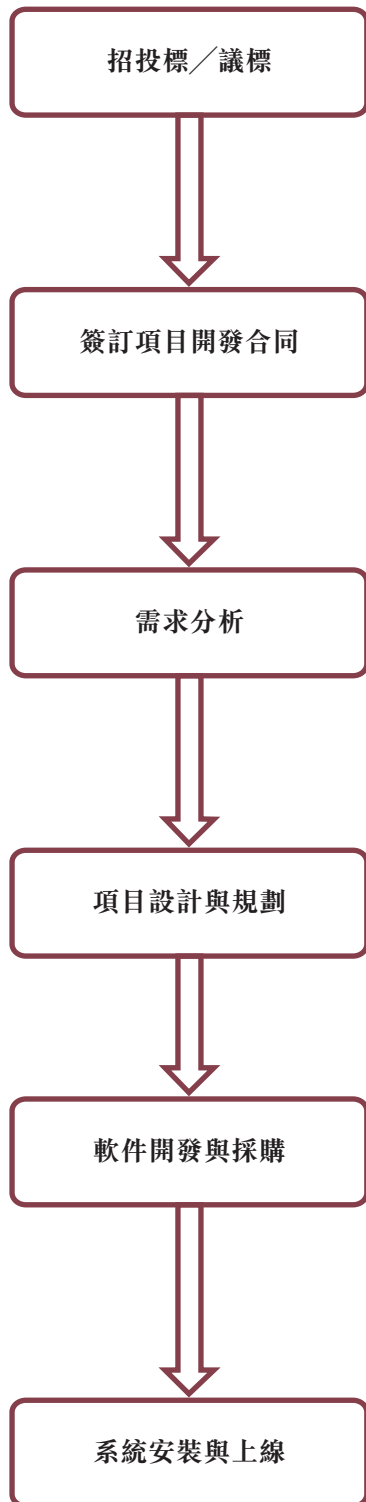 招投標／議標
簽訂項目開發合同
需求分析
項目設計與規劃
軟件開發與採購
系統安裝與上線